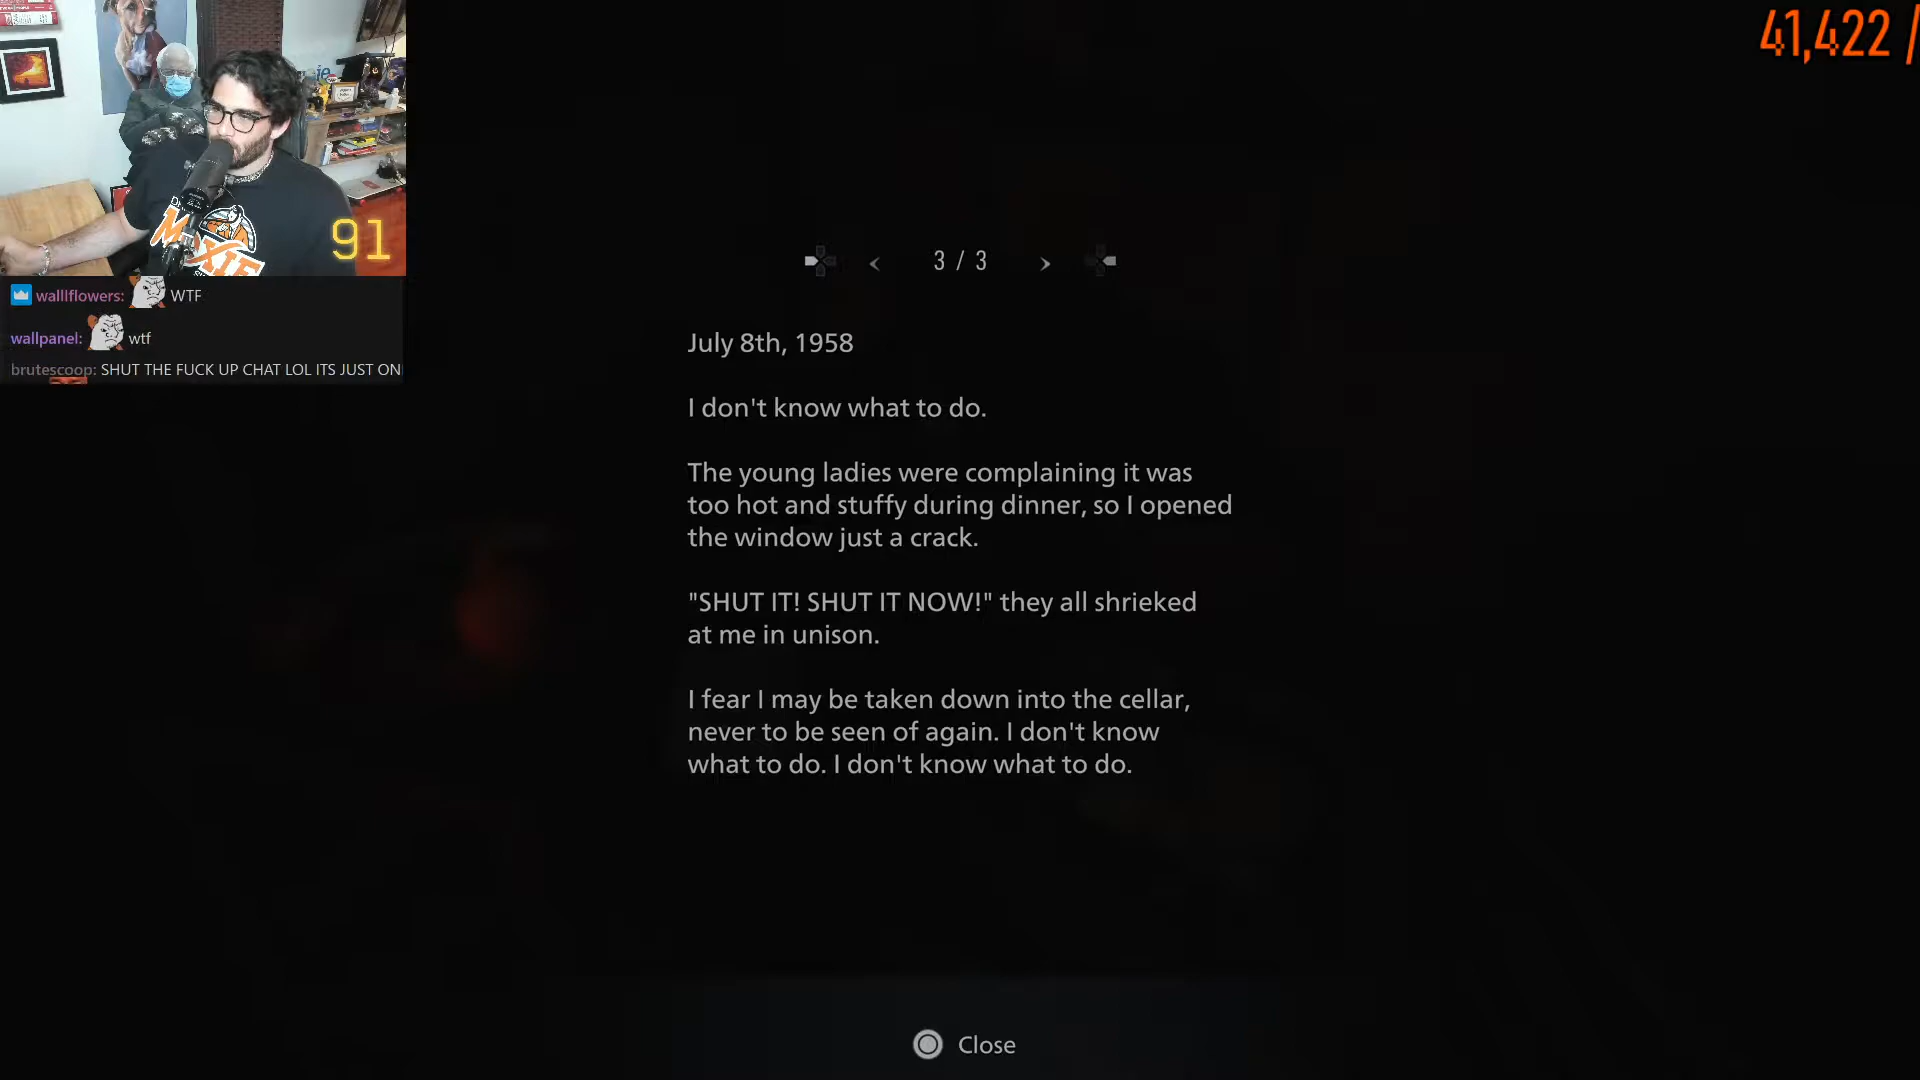 41,422 /
91
walllflowers: WTF
wallpanel: wtf
brutescoop: SHUT THE FUCK UP CHAT LOL ITS JUST ON
3 / 3
July 8th, 1958
I don't know what to do.
The young ladies were complaining it was
too hot and stuffy during dinner, so I opened
the window just a crack.
"SHUT IT! SHUT IT NOW!" they all shrieked
at me in unison.
I fear I may be taken down into the cellar,
never to be seen of again. I don't know
what to do. I don't know what to do.
Close